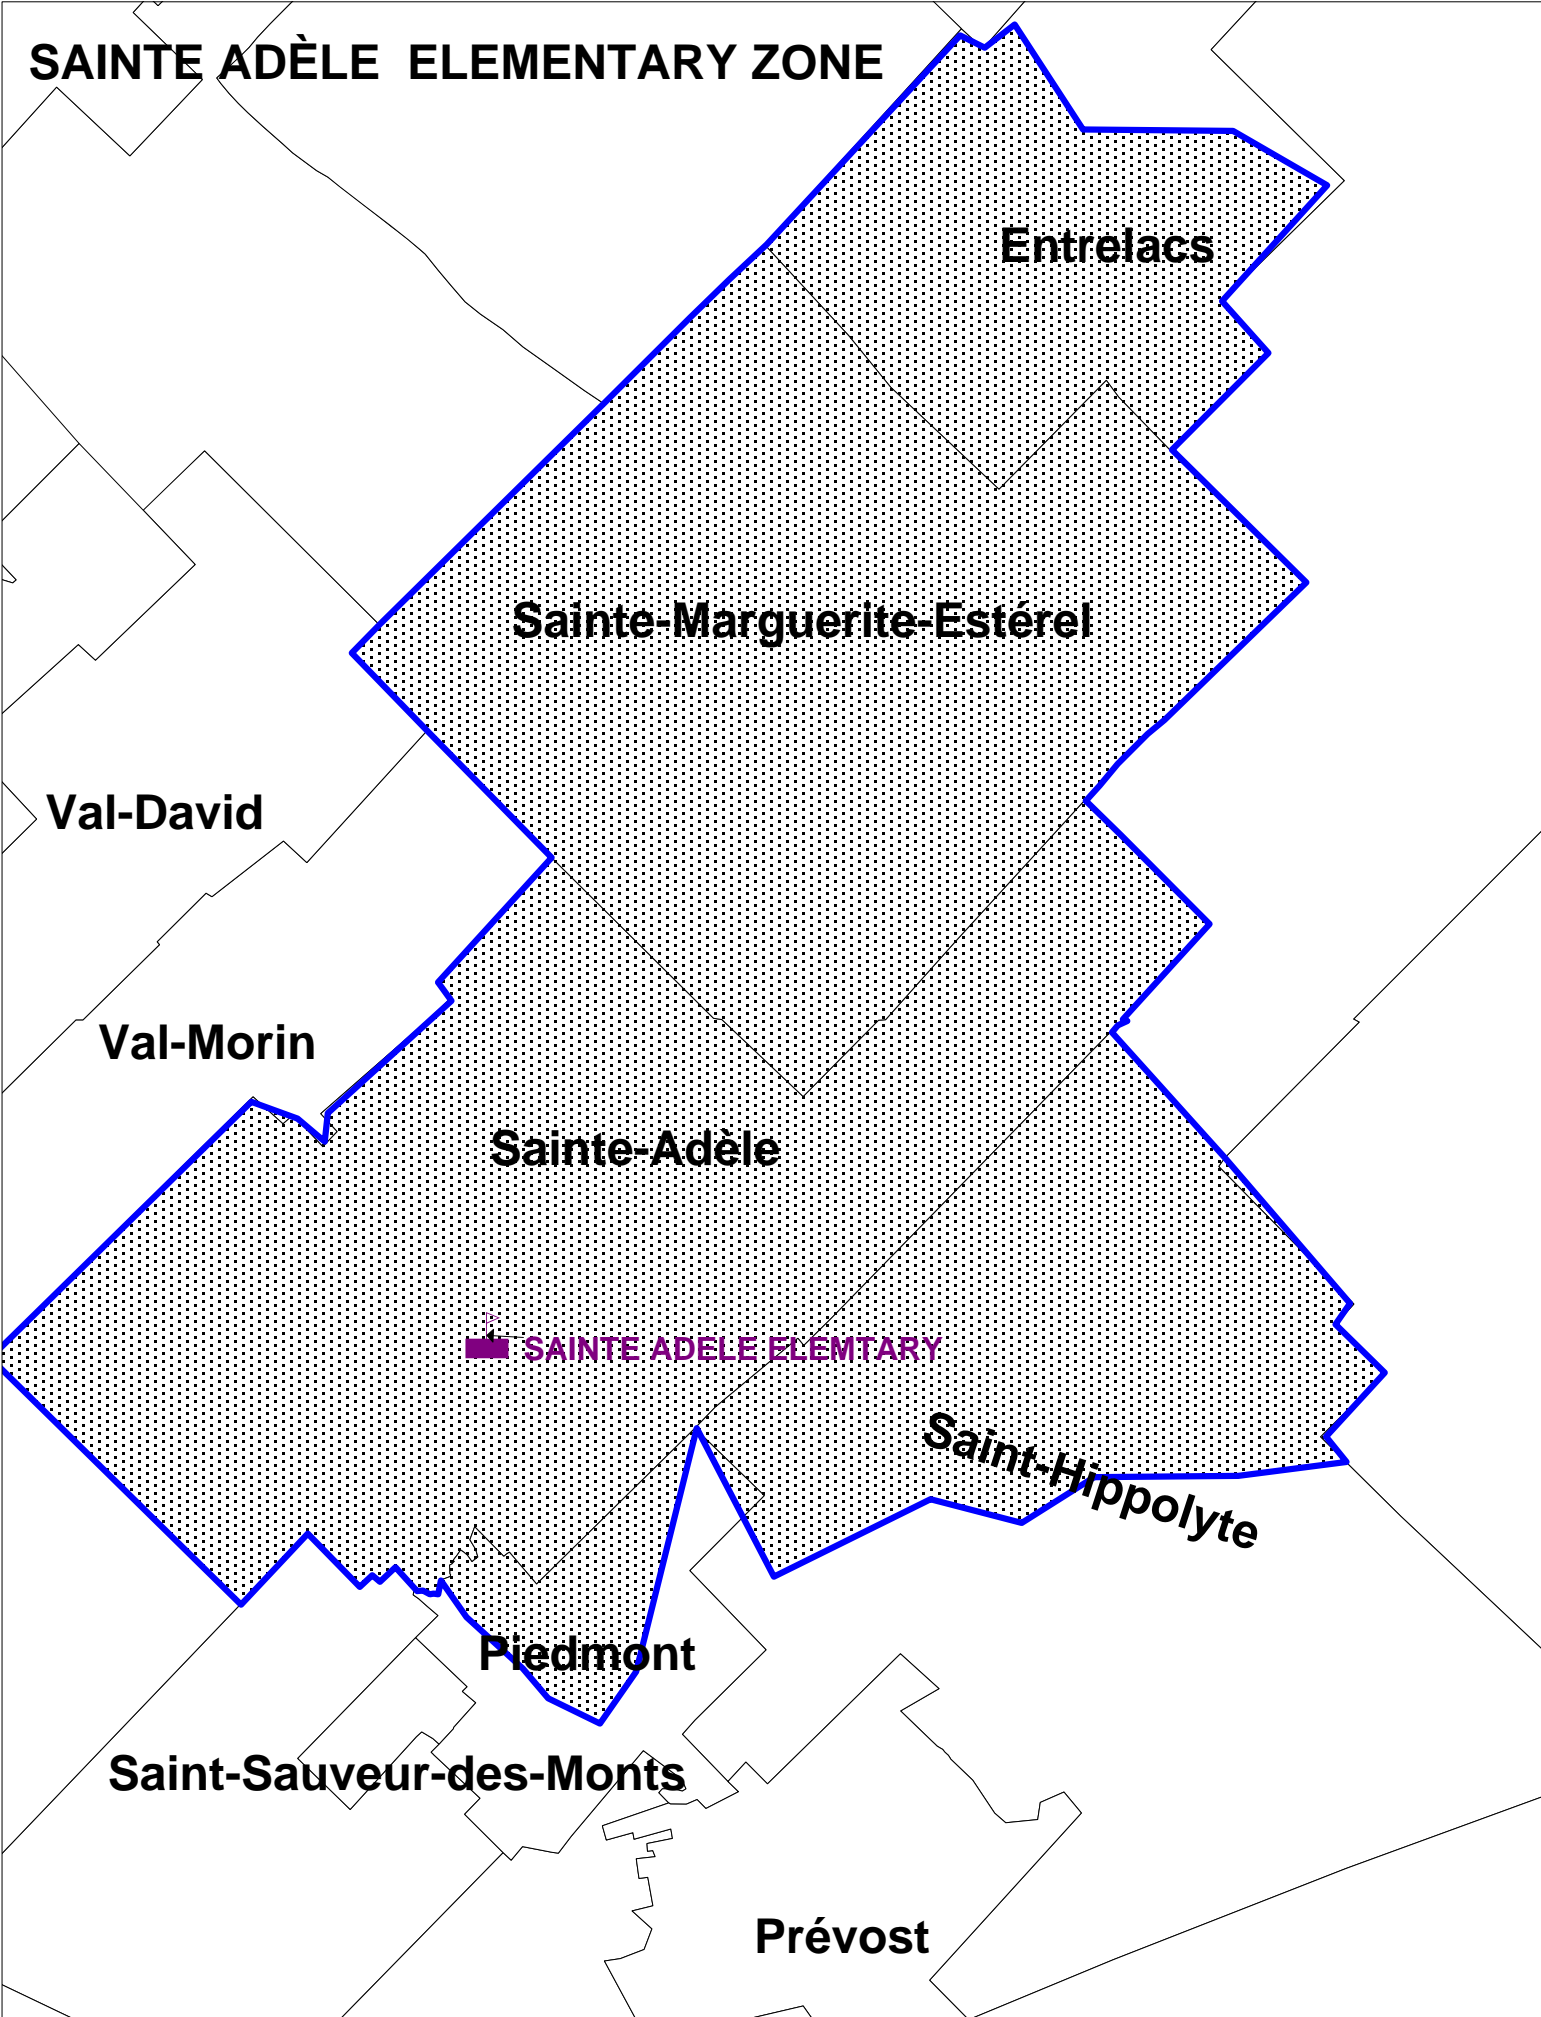 SAINTE ADÈLE ELEMENTARY ZONE
Entrelacs
Sainte-Marguerite-Estérel
Val-David
Val-Morin
Sainte-Adèle
SAINTE ADELE ELEMTARY
Saint-Hippolyte
Piedmont
Saint-Sauveur-des-Monts
Prévost